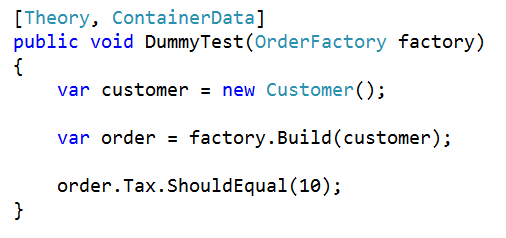 [Theory, ContainerData]
public void DummyTest(OrderFactory factory)
{
    var customer = new Customer();
    var order = factory.Build(customer);
    order.Tax.ShouldEqual(10);
}